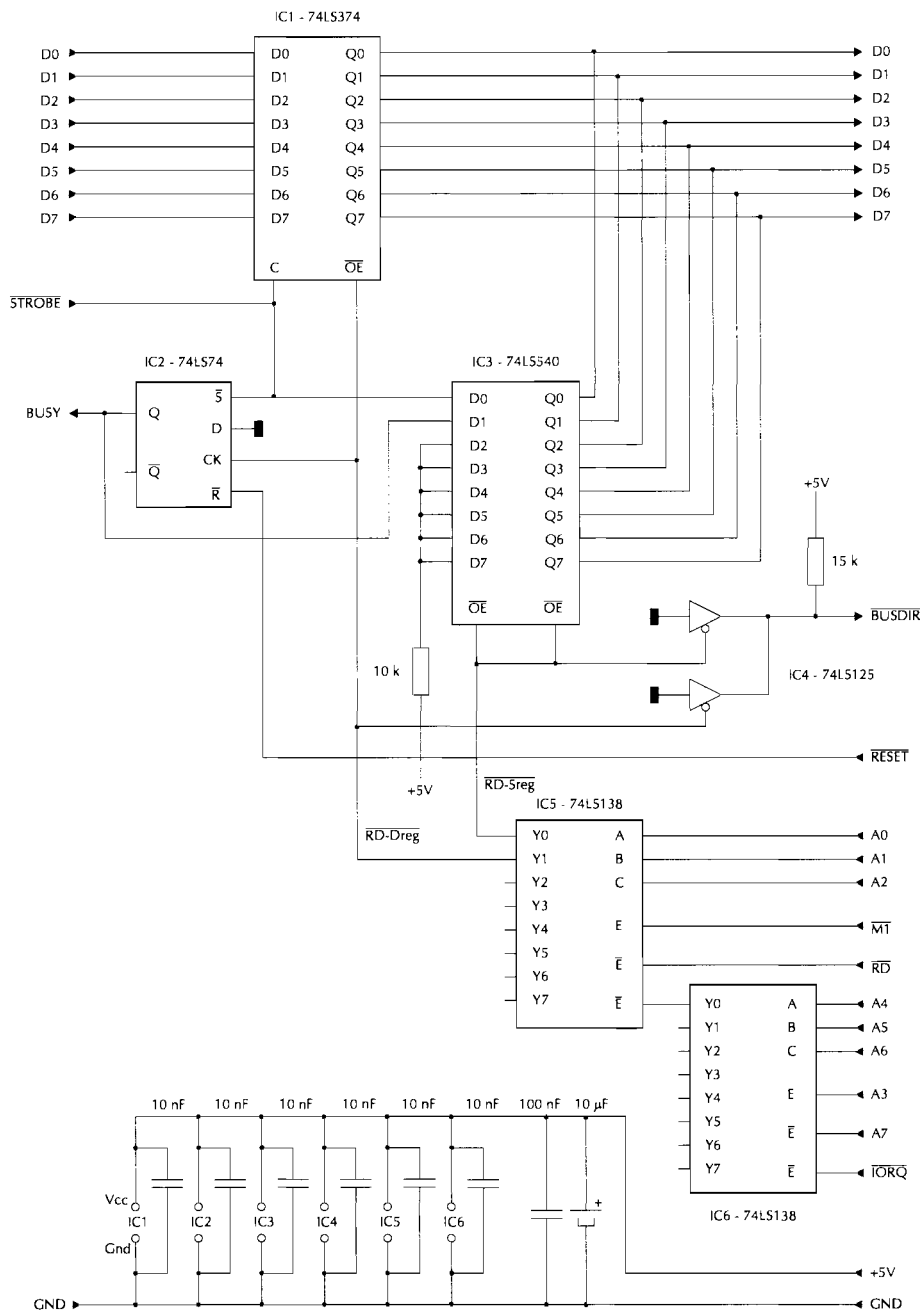 IC1 - 74LS374
D0 D0 Q0 D0
D1 D1 Q1 D1
D2 D2 Q2 D2
D3 D3 Q3 D3
D4 D4 Q4 D4
D5 D5 Q5 D5
D6 D6 Q6 D6
D7 D7 Q7 D7
C OE
STROBE
IC2 - 74LS74
IC3 - 74LS540
BUSY Q S
D
CK
Q
R
D0 Q0
D1 Q1
D2 Q2
D3 Q3
D4 Q4
D5 Q5
D6 Q6
D7 Q7
OE OE
+5V
15 k
BUSDIR
IC4 - 74LS125
10 k
+5V
RESET
RD-Sreg
RD-Dreg
IC5 - 74LS138
Y0 A A0
Y1 B A1
Y2 C A2
Y3
Y4 E M1
Y5
Y6 E RD
Y7 E
Y0 A A4
Y1 B A5
Y2 C A6
Y3
Y4 E A3
Y5
Y6 E A7
Y7 E IORQ
IC6 - 74LS138
10 nF 10 nF 10 nF 10 nF 10 nF 10 nF 100 nF 10 µF
+
Vcc
IC1 IC2 IC3 IC4 IC5 IC6
Gnd
+5V
GND GND